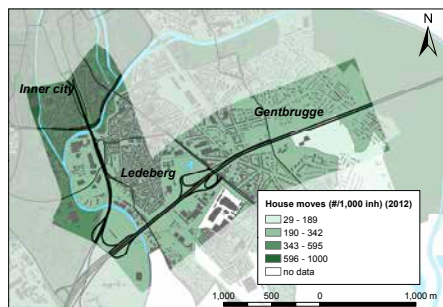 N
Inner city
Gentbrugge
Ledeberg
House moves (#/1,000 inh) (2012)
29 - 189
190 - 342
343 - 595
596 - 1000
no data
1,000 500 0 1,000 m